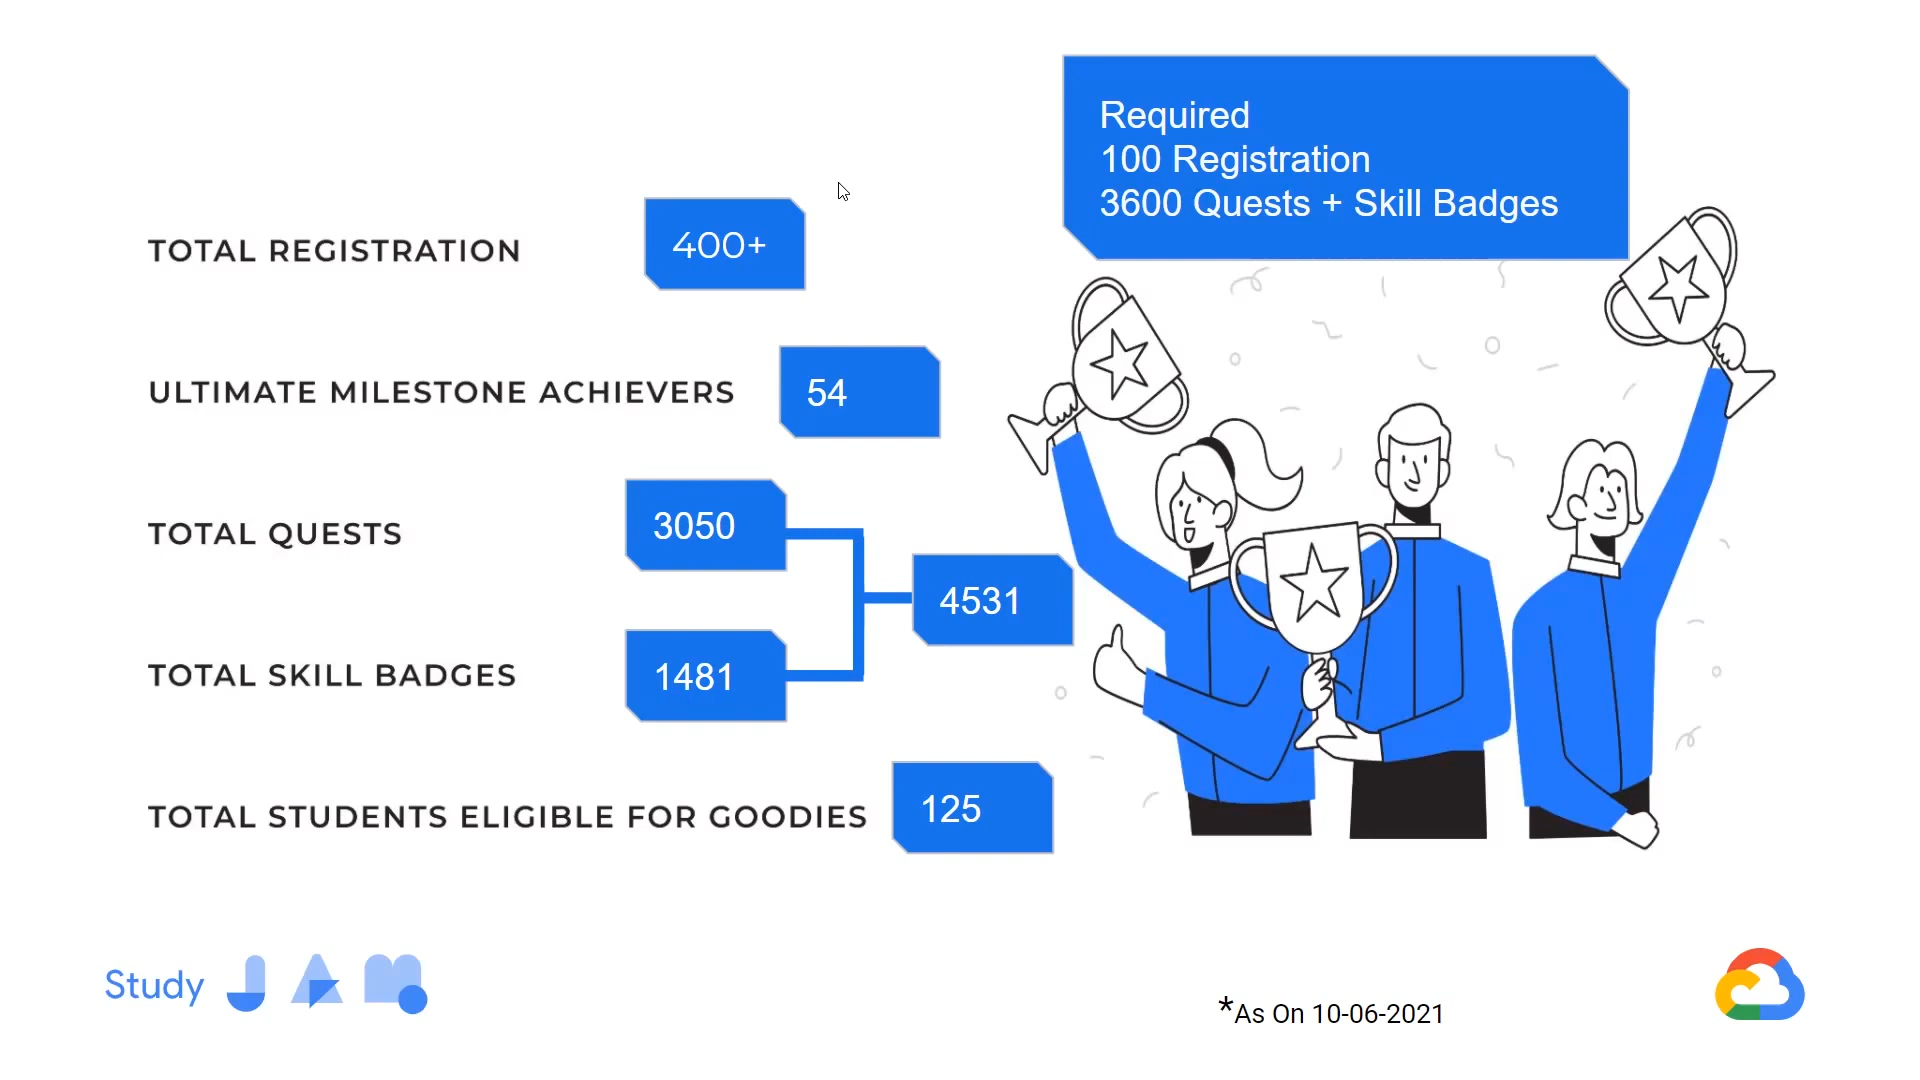 Required
100 Registration
3600 Quests + Skill Badges
TOTAL REGISTRATION
400+
ULTIMATE MILESTONE ACHIEVERS
54
TOTAL QUESTS
3050
4531
TOTAL SKILL BADGES
1481
TOTAL STUDENTS ELIGIBLE FOR GOODIES
125
Study JAM
*As On 10-06-2021